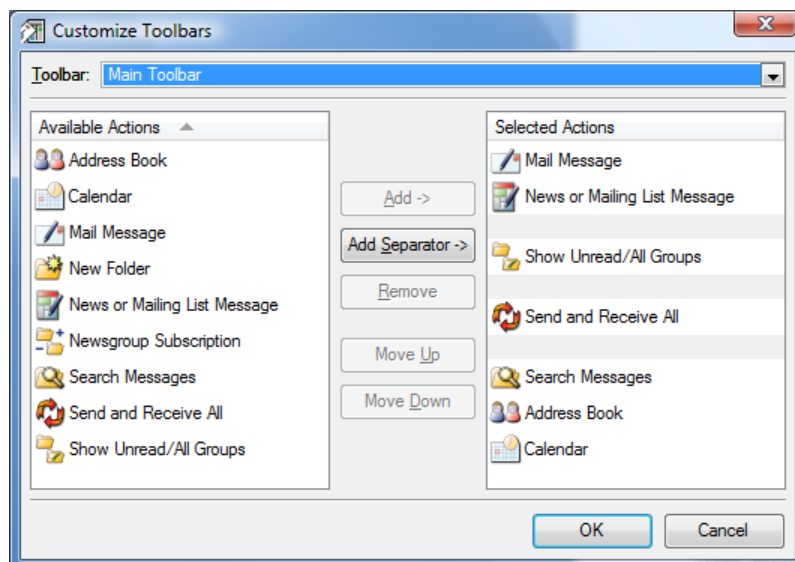 Customize Toolbars
Toolbar: Main Toolbar
Available Actions
Address Book
Calendar
Mail Message
New Folder
News or Mailing List Message
Newsgroup Subscription
Search Messages
Send and Receive All
Show Unread/All Groups
Add ->
Add Separator ->
Remove
Move Up
Move Down
Selected Actions
Mail Message
News or Mailing List Message
Show Unread/All Groups
Send and Receive All
Search Messages
Address Book
Calendar
OK
Cancel